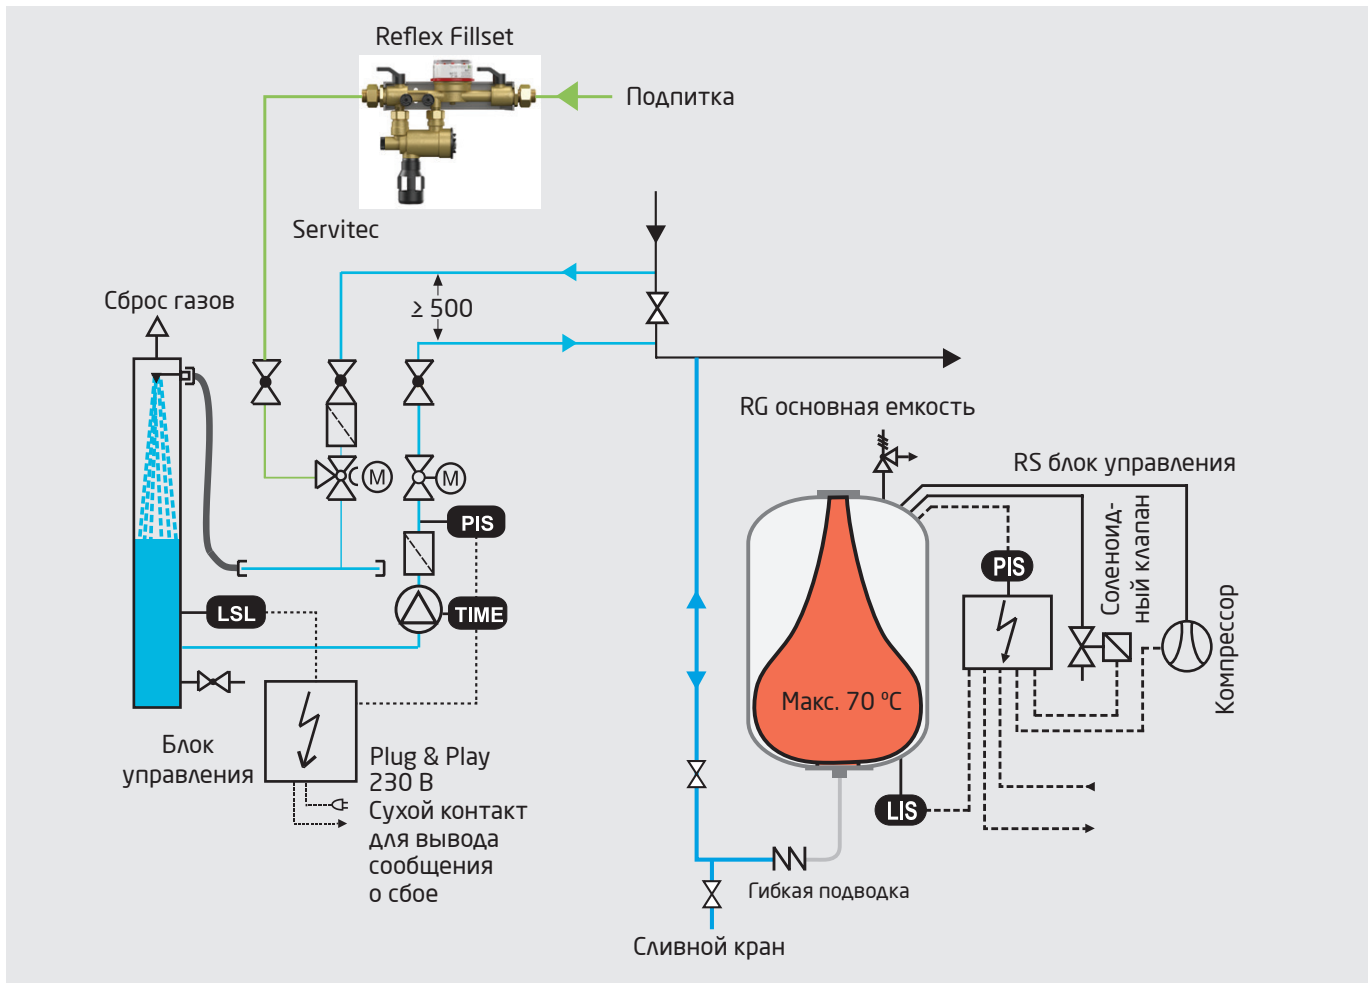 Reflex Fillset
Подпитка
Servitec
Сброс газов
≥ 500
RG основная емкость
RS блок управления
M
M
PIS
PIS
Соленоид-
ный клапан
Компрессор
LSL
TIME
Макс. 70 °C
Блок
управления
Plug & Play
230 В
Сухой контакт
для вывода
сообщения
о сбое
LIS
Гибкая подводка
Сливной кран